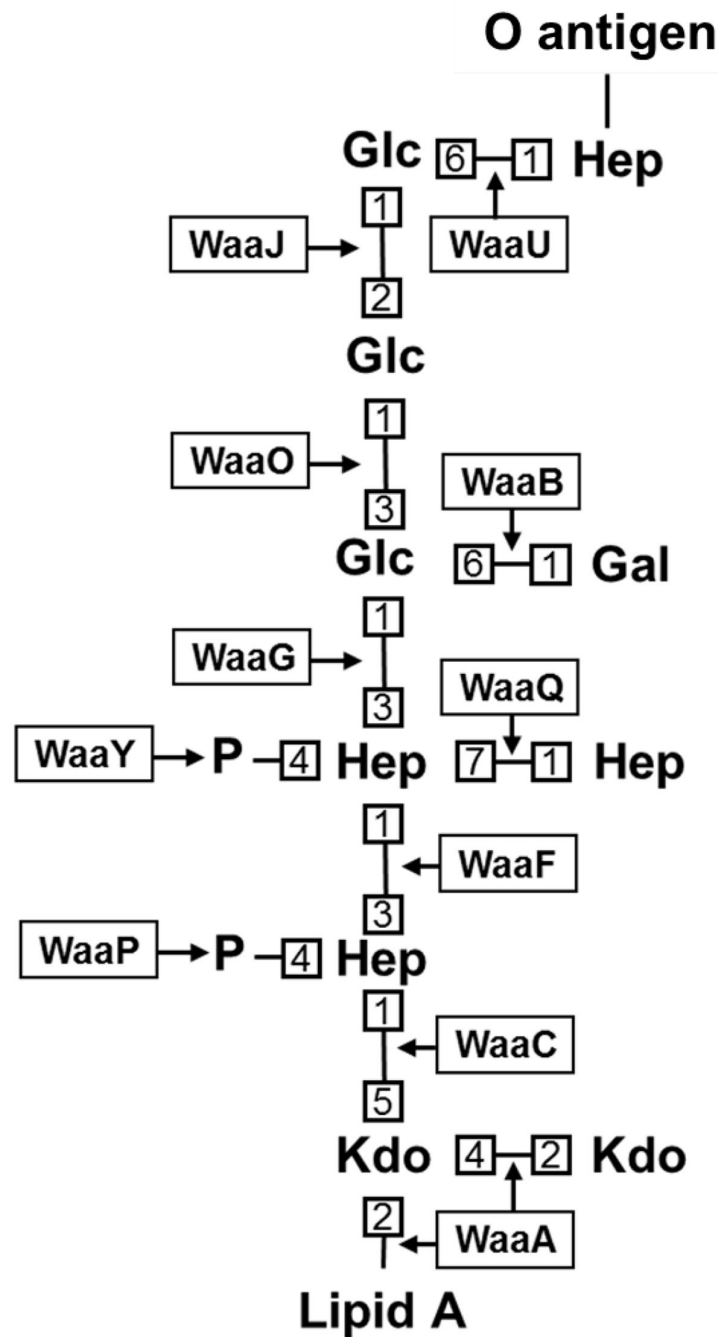 O antigen
Glc 6 1 Hep
1
WaaJ WaaU
2
Glc
1
WaaO WaaB
3
Glc 6 1 Gal
1
WaaG WaaQ
3
WaaY P 4 Hep 7 1 Hep
1
WaaF
3
WaaP P 4 Hep
1
WaaC
5
Kdo 4 2 Kdo
2
WaaA
Lipid A